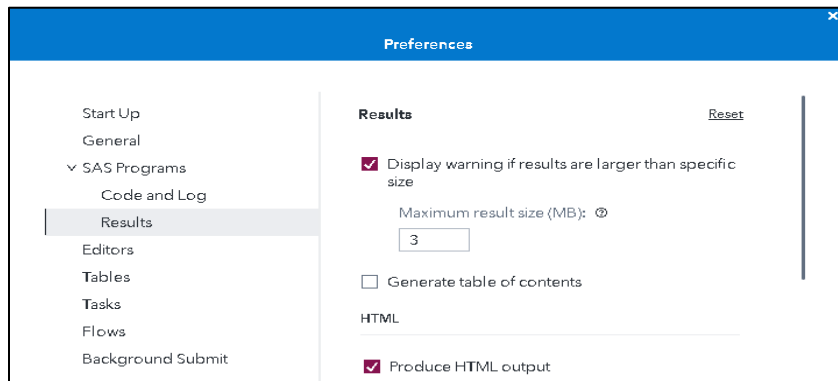 Preferences
Start Up
General
SAS Programs
Code and Log
Results
Editors
Tables
Tasks
Flows
Background Submit
Results
Reset
Display warning if results are larger than specific
size
Maximum result size (MB):
3
Generate table of contents
HTML
Produce HTML output